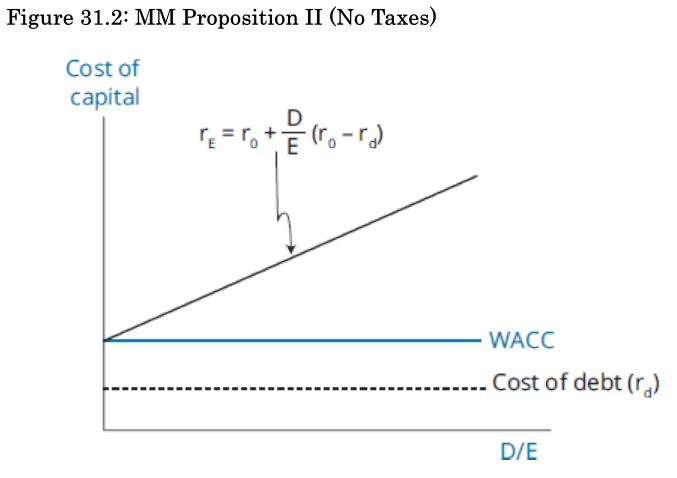 Figure 31.2: MM Proposition II (No Taxes)
Cost of
capital
r_E = r_0 + D/E (r_0 – r_d)
WACC
Cost of debt (r_d)
D/E